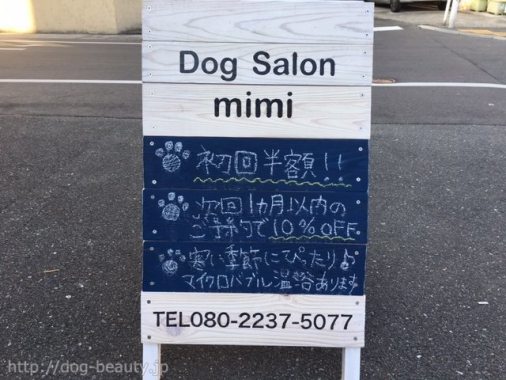 Dog Salon
mimi
初回半額!!
次回1カ月以内の
ご予約で10%OFF
寒い季節にぴったり♪
マイクロバブル温浴あります
TEL080-2237-5077
http://dog-beauty.jp